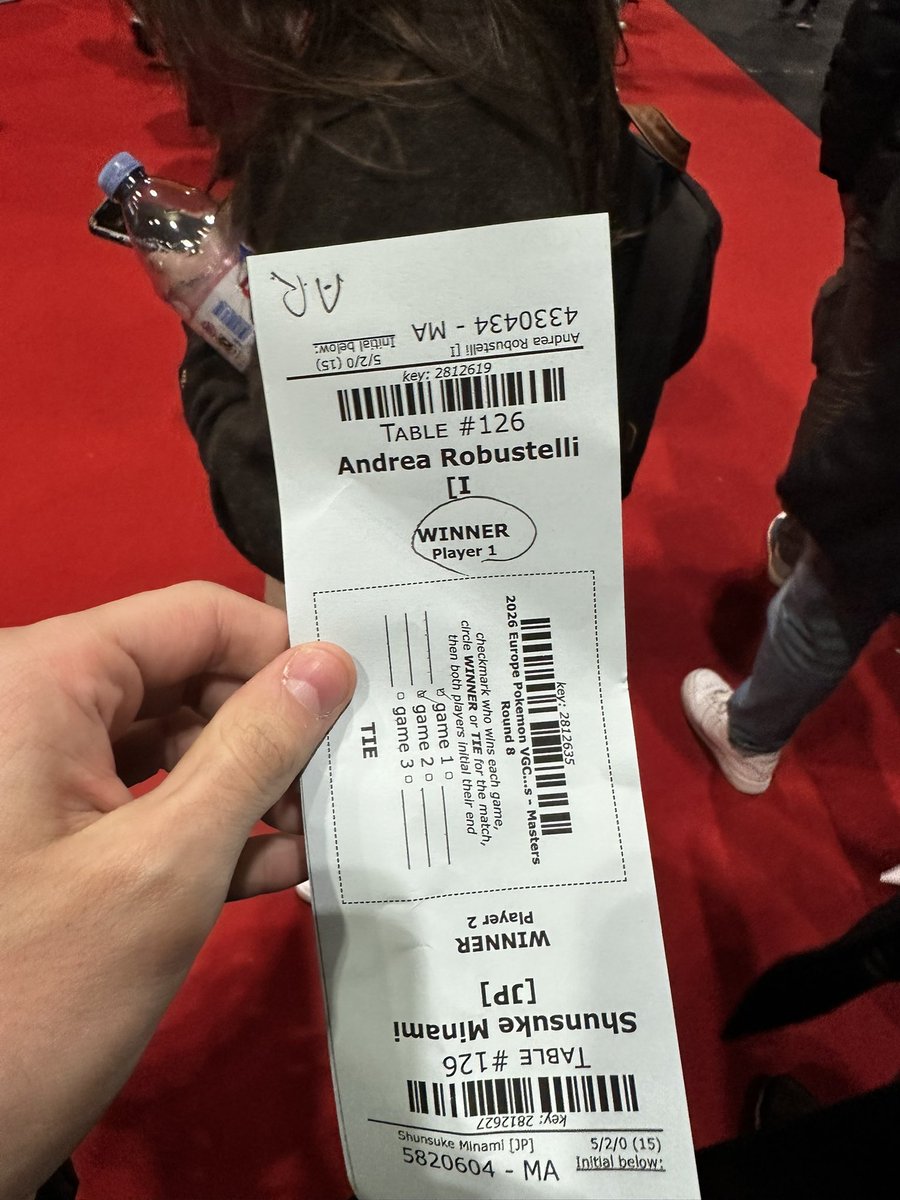 AR
4330434 - MA
Andrea Robustelli [I
5/2/0 (15)
Initial below:
key: 2812619
TABLE #126
Andrea Robustelli
[I
WINNER
Player 1
key: 2812635
2026 Europe Pokemon VGC...s - Masters
Round 8
checkmark who wins each game,
circle WINNER or TIE for the match,
then both players initial their end
game 1
game 2
game 3
TIE
WINNER
Player 2
Shunsuke Minami
[JP]
TABLE #126
key: 2812627
Shunsuke Minami [JP]
5/2/0 (15)
5820604 - MA
Initial below: